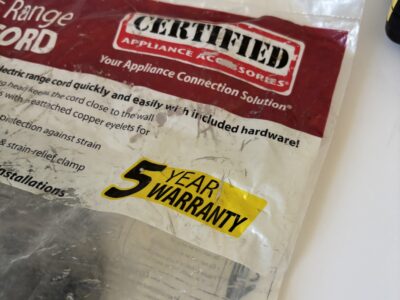 Range
CORD
CERTIFIED
APPLIANCE ACCESSORIES®
Your Appliance Connection Solution®
electric range cord quickly and easily with included hardware!
head keeps the cord close to the wall
with attached copper eyelets for
protection against strain
& strain-relief clamp
installations
5 YEAR
WARRANTY